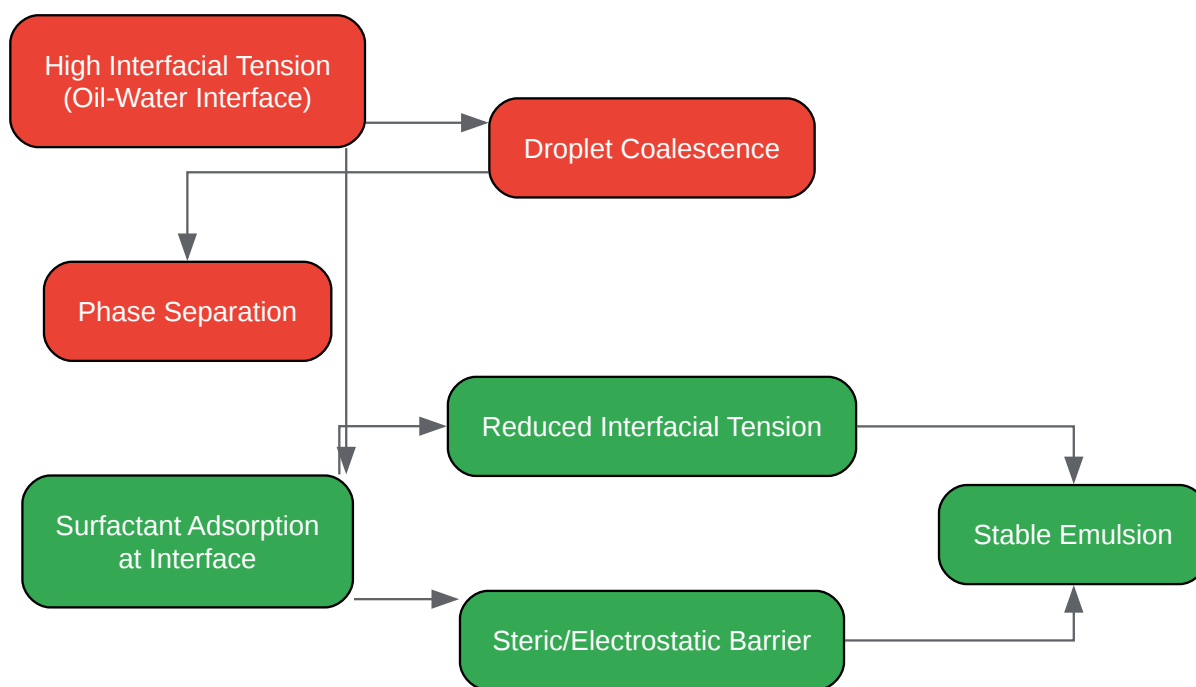 High Interfacial Tension
(Oil-Water Interface)
Droplet Coalescence
Phase Separation
Reduced Interfacial Tension
Surfactant Adsorption
at Interface
Stable Emulsion
Steric/Electrostatic Barrier